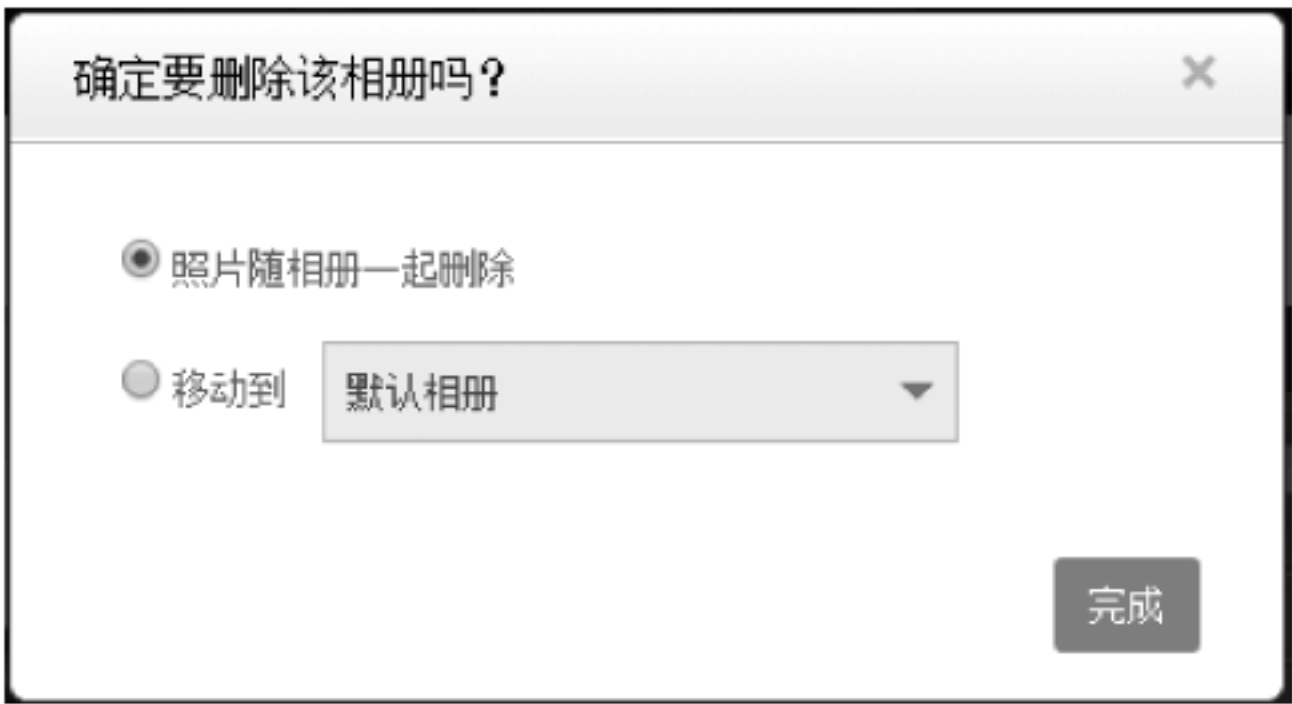 确定要删除该相册吗？
照片随相册一起删除
移动到 默认相册
完成